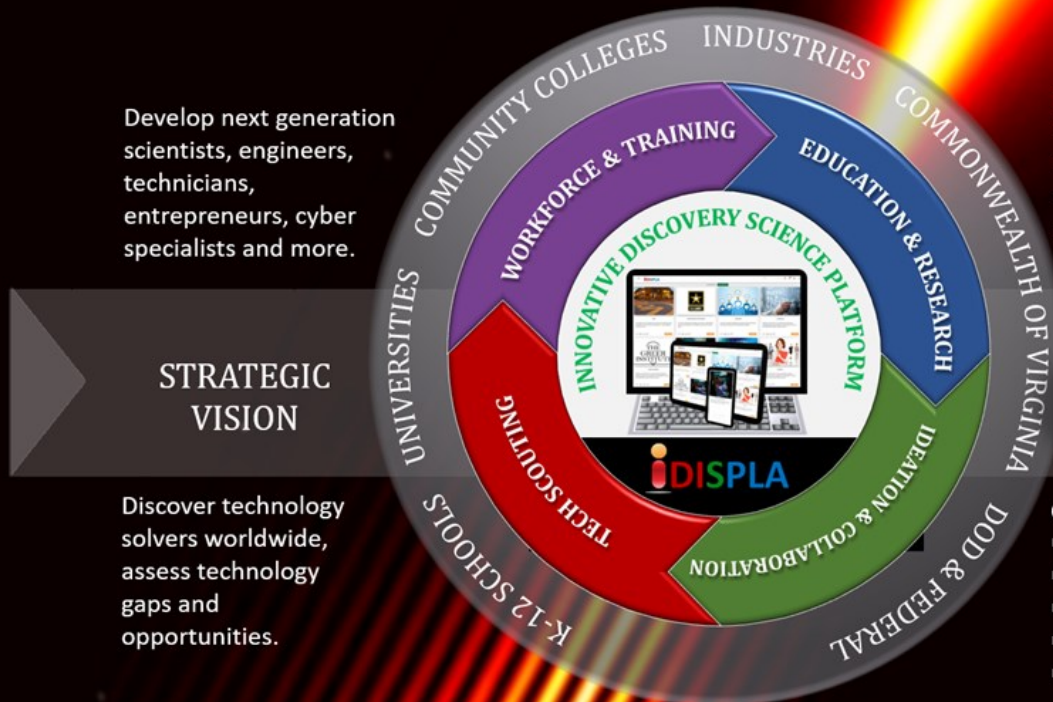 Develop next generation
scientists, engineers,
technicians,
entrepreneurs, cyber
specialists and more.
STRATEGIC
VISION
Discover technology
solvers worldwide,
assess technology
gaps and
opportunities.
COMMUNITY COLLEGES
INDUSTRIES
COMMONWEALTH OF VIRGINIA
DOD & FEDERAL
K-12 SCHOOLS
UNIVERSITIES
WORKFORCE & TRAINING
EDUCATION & RESEARCH
IDEATION & COLLABORATION
TECH SCOUTING
INNOVATIVE DISCOVERY SCIENCE PLATFORM
iDISPLA